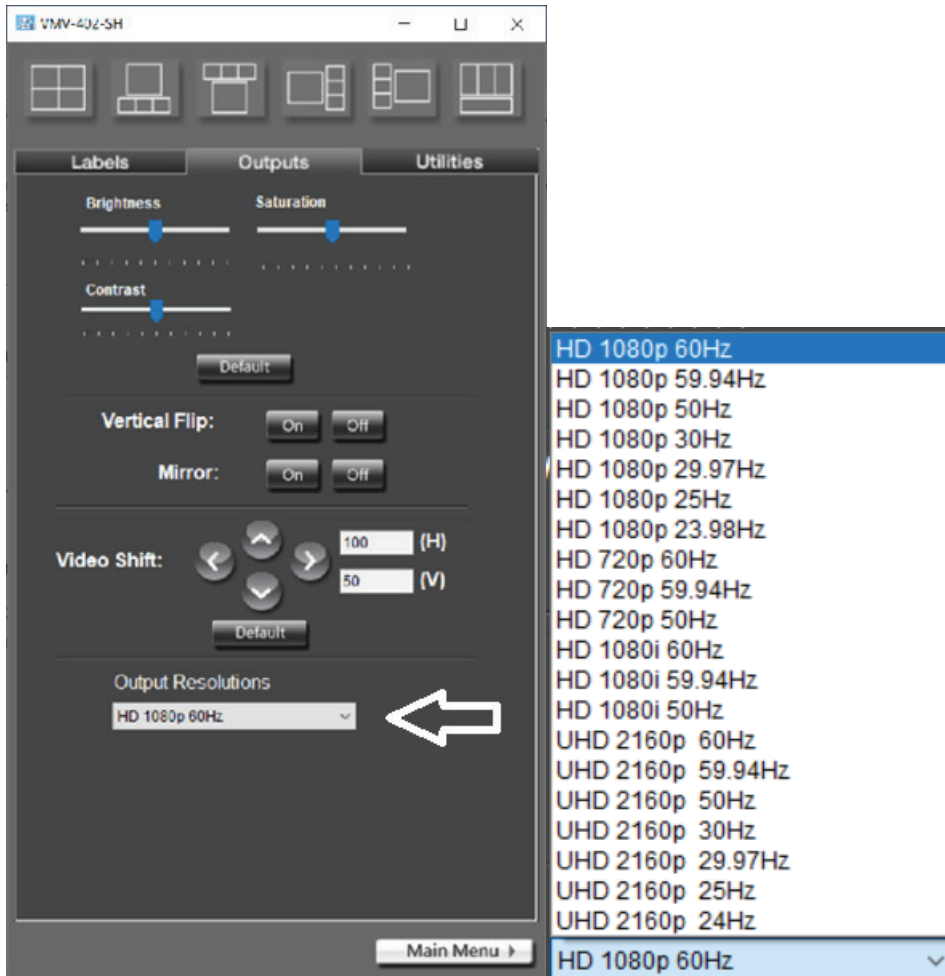 VMV-402-SH
Labels Outputs Utilities
Brightness Saturation
Contrast
Default
Vertical Flip: On Off
Mirror: On Off
Video Shift: 100 (H)
50 (V)
Default
Output Resolutions
HD 1080p 60Hz
Main Menu
HD 1080p 60Hz
HD 1080p 59.94Hz
HD 1080p 50Hz
HD 1080p 30Hz
HD 1080p 29.97Hz
HD 1080p 25Hz
HD 1080p 23.98Hz
HD 720p 60Hz
HD 720p 59.94Hz
HD 720p 50Hz
HD 1080i 60Hz
HD 1080i 59.94Hz
HD 1080i 50Hz
UHD 2160p  60Hz
UHD 2160p  59.94Hz
UHD 2160p  50Hz
UHD 2160p  30Hz
UHD 2160p  29.97Hz
UHD 2160p  25Hz
UHD 2160p  24Hz
HD 1080p 60Hz